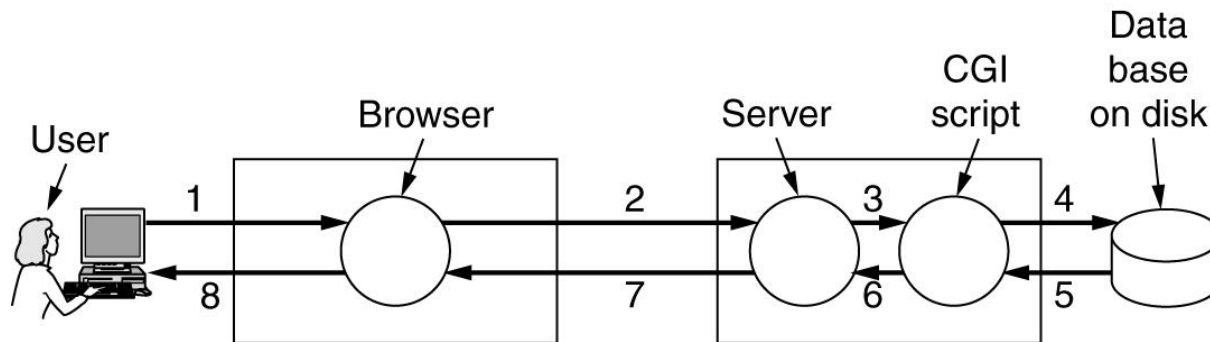 User
Browser
Server
CGI
script
Data
base
on disk
1
2
3
4
8
7
6
5